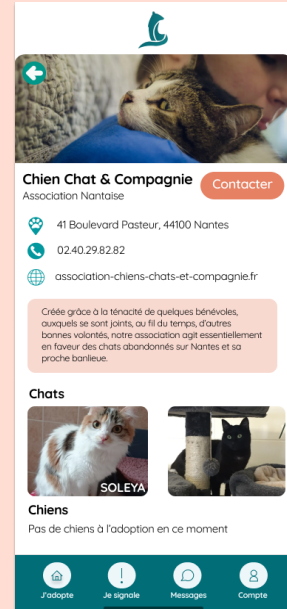 Chien Chat & Compagnie
Contacter
Association Nantaise
41 Boulevard Pasteur, 44100 Nantes
02.40.29.82.82
association-chiens-chats-et-compagnie.fr
Créée grâce à la ténacité de quelques bénévoles,
auxquels se sont joints, au fil du temps, d'autres
bonnes volontés, notre association agit essentiellement
en faveur des chats abandonnés sur Nantes et sa
proche banlieue.
Chats
SOLEYA
Chiens
Pas de chiens à l'adoption en ce moment
J'adopte
Je signale
Messages
Compte